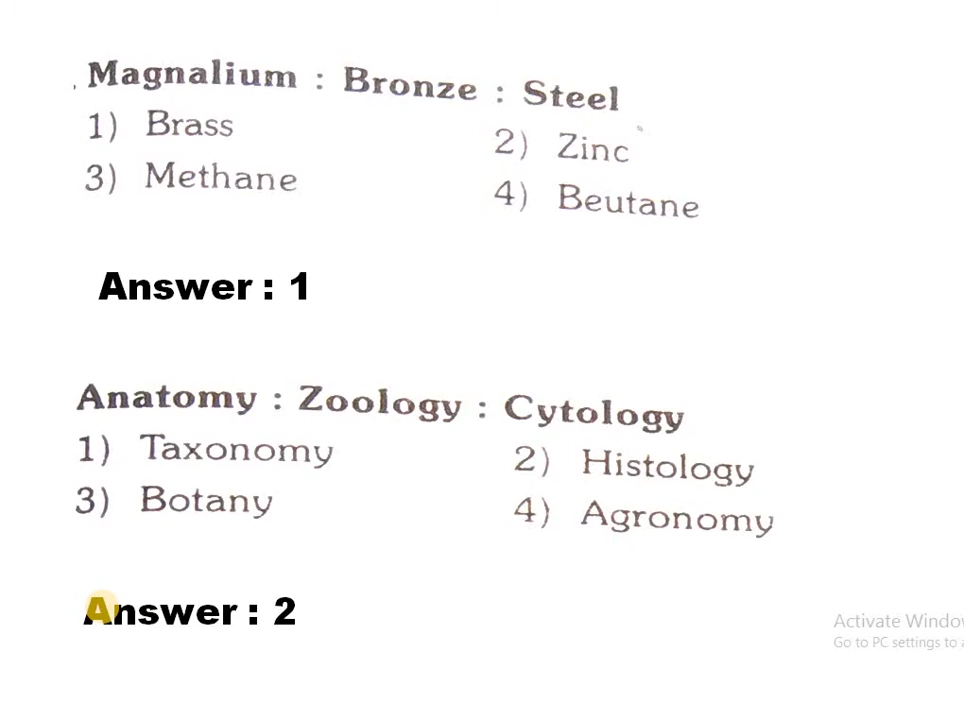 Magnalium : Bronze : Steel
1) Brass 2) Zinc
3) Methane 4) Beutane
Answer : 1
Anatomy : Zoology : Cytology
1) Taxonomy 2) Histology
3) Botany 4) Agronomy
Answer : 2
Activate Window
Go to PC settings to a